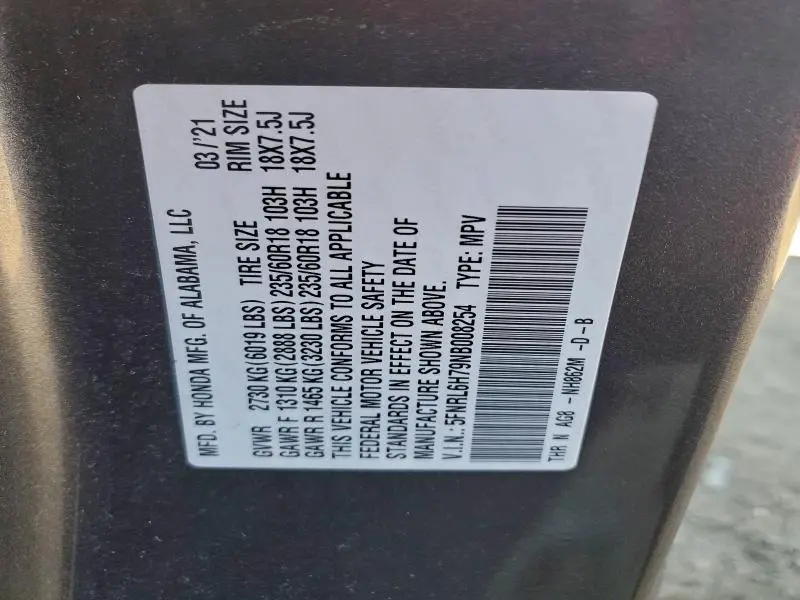 MFD. BY HONDA MFG. OF ALABAMA, LLC 03/'21
GVWR 2730 KG (6019 LBS) TIRE SIZE RIM SIZE
GAWR F 1310 KG (2888 LBS) 235/60R18 103H 18X7.5J
GAWR R 1465 KG (3230 LBS) 235/60R18 103H 18X7.5J
THIS VEHICLE CONFORMS TO ALL APPLICABLE
FEDERAL MOTOR VEHICLE SAFETY
STANDARDS IN EFFECT ON THE DATE OF
MANUFACTURE SHOWN ABOVE.
V.I.N.: 5FNRL6H79NB008254 TYPE: MPV
THR N AG8 - NH862M -D-B